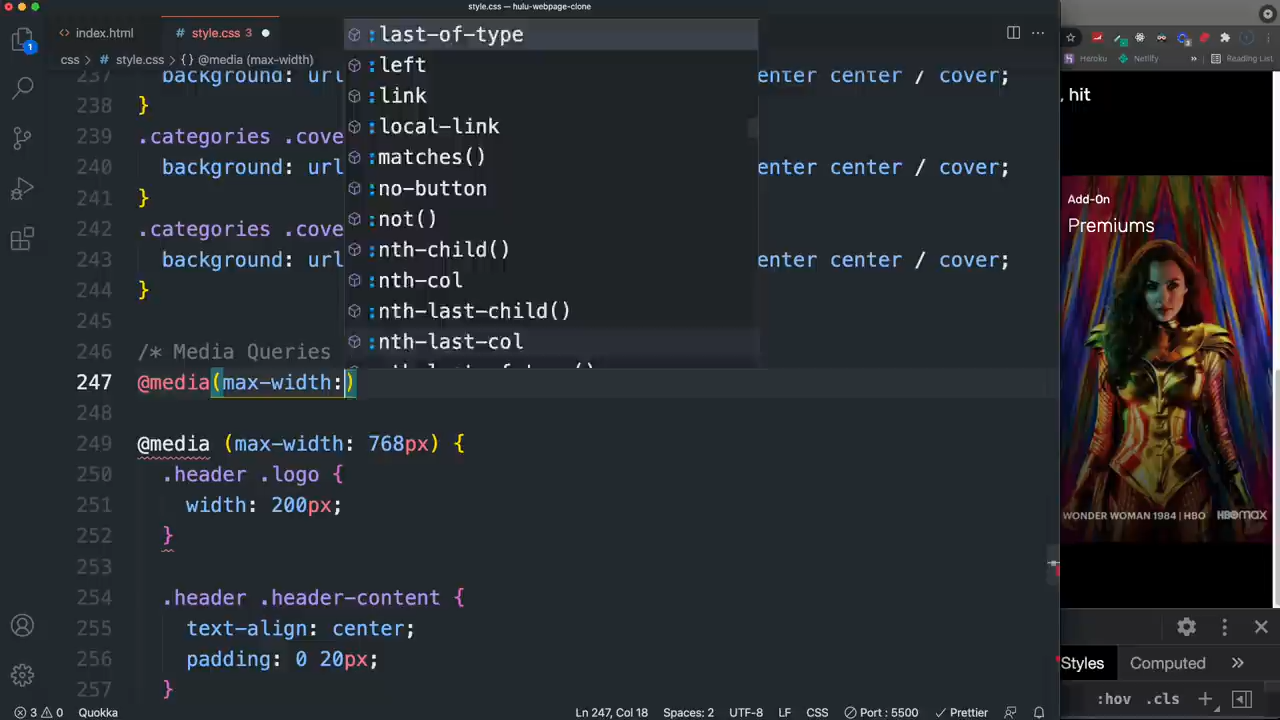 style.css — hulu-webpage-clone
index.html
style.css 3
css > style.css > {} @media (max-width)
237 background: url enter center / cover;
238 }
239 .categories .cove
240 background: url enter center / cover;
241 }
242 .categories .cove
243 background: url enter center / cover;
244 }
245
246 /* Media Queries
247 @media(max-width:)
248
249 @media (max-width: 768px) {
250 .header .logo {
251 width: 200px;
252 }
253
254 .header .header-content {
255 text-align: center;
256 padding: 0 20px;
257 }
:last-of-type
:left
:link
:local-link
:matches()
:no-button
:not()
:nth-child()
:nth-col
:nth-last-child()
:nth-last-col
1
3 0 Quokka Ln 247, Col 18 Spaces: 2 UTF-8 LF CSS Port : 5500 Prettier
Heroku Netlify » Reading List
, hit
Add-On
Premiums
WONDER WOMAN 1984 | HBO HBOmax
Styles Computed »
:hov .cls +